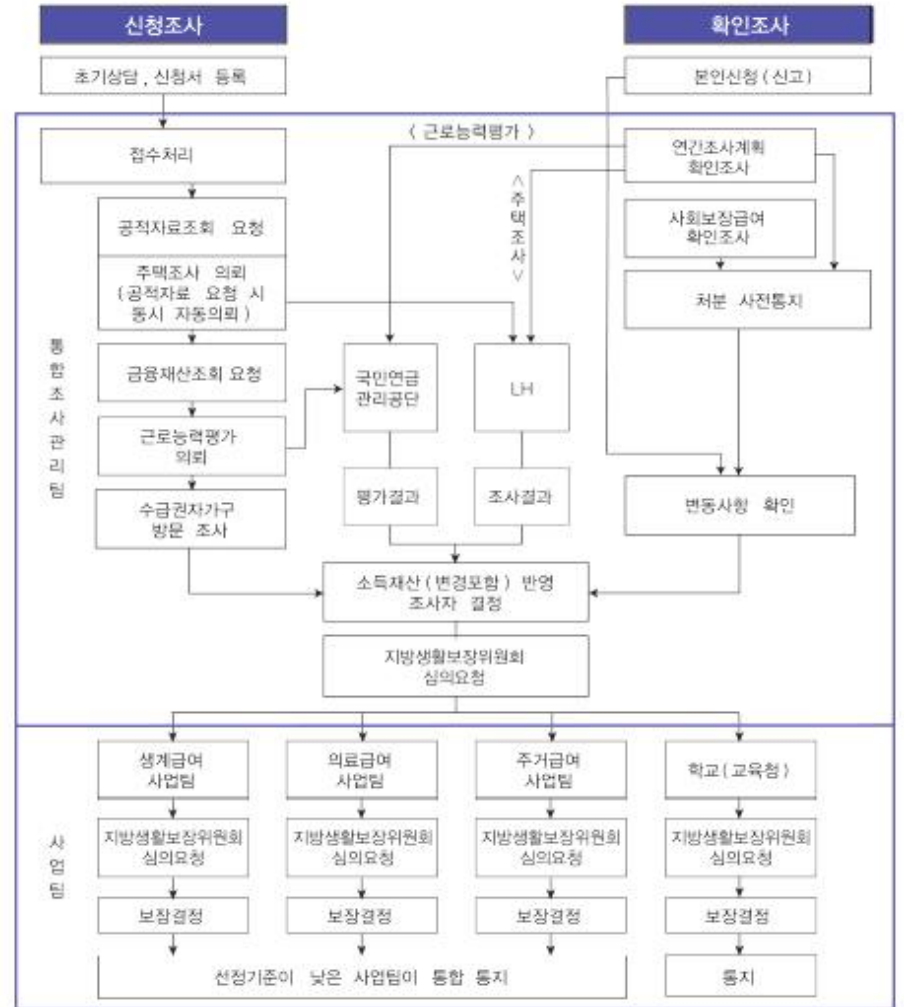 신청조사
확인조사
초기상담, 신청서 등록
본인신청(신고)
< 근로능력평가 >
접수처리
연간조사계획
확인조사
<주택조사>
공적자료조회 요청
사회보장급여
확인조사
주택조사 의뢰
(공적자료 요청 시
동시 자동의뢰)
처분 사전통지
통합조사관리팀
금융재산조회 요청
국민연급
관리공단
LH
근로능력평가
의뢰
평가결과
조사결과
수급권자가구
방문 조사
변동사항 확인
소득재산(변경포함) 반영
조사자 결정
지방생활보장위원회
심의요청
사업팀
생계급여
사업팀
의료급여
사업팀
주거급여
사업팀
학교(교육청)
지방생활보장위원회
심의요청
지방생활보장위원회
심의요청
지방생활보장위원회
심의요청
지방생활보장위원회
심의요청
보장결정
보장결정
보장결정
보장결정
선정기준이 낮은 사업팀이 통합 통지
통지